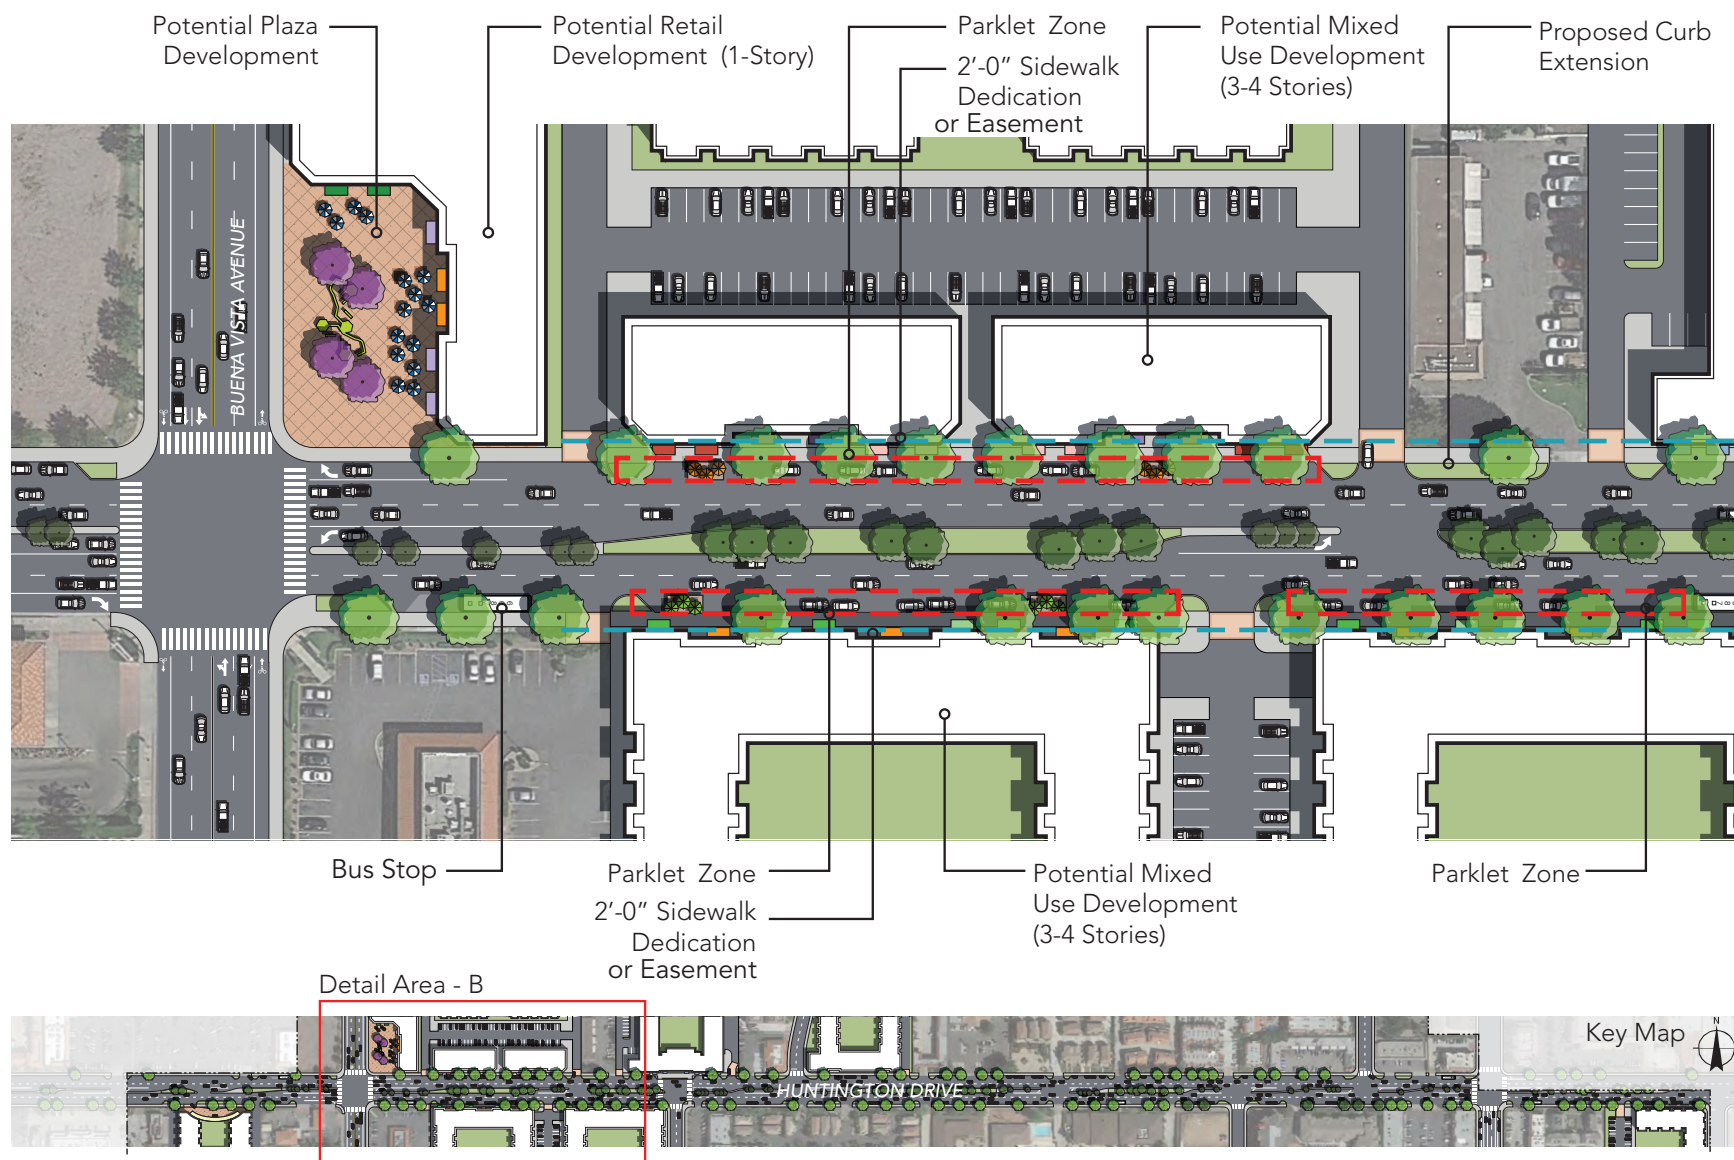 Potential Plaza
Development
Potential Retail
Development (1-Story)
Parklet Zone
2'-0" Sidewalk
Dedication
or Easement
Potential Mixed
Use Development
(3-4 Stories)
Proposed Curb
Extension
BUENA VISTA AVENUE
Bus Stop
Parklet Zone
2'-0" Sidewalk
Dedication
or Easement
Potential Mixed
Use Development
(3-4 Stories)
Parklet Zone
Detail Area - B
Key Map
N
HUNTINGTON DRIVE